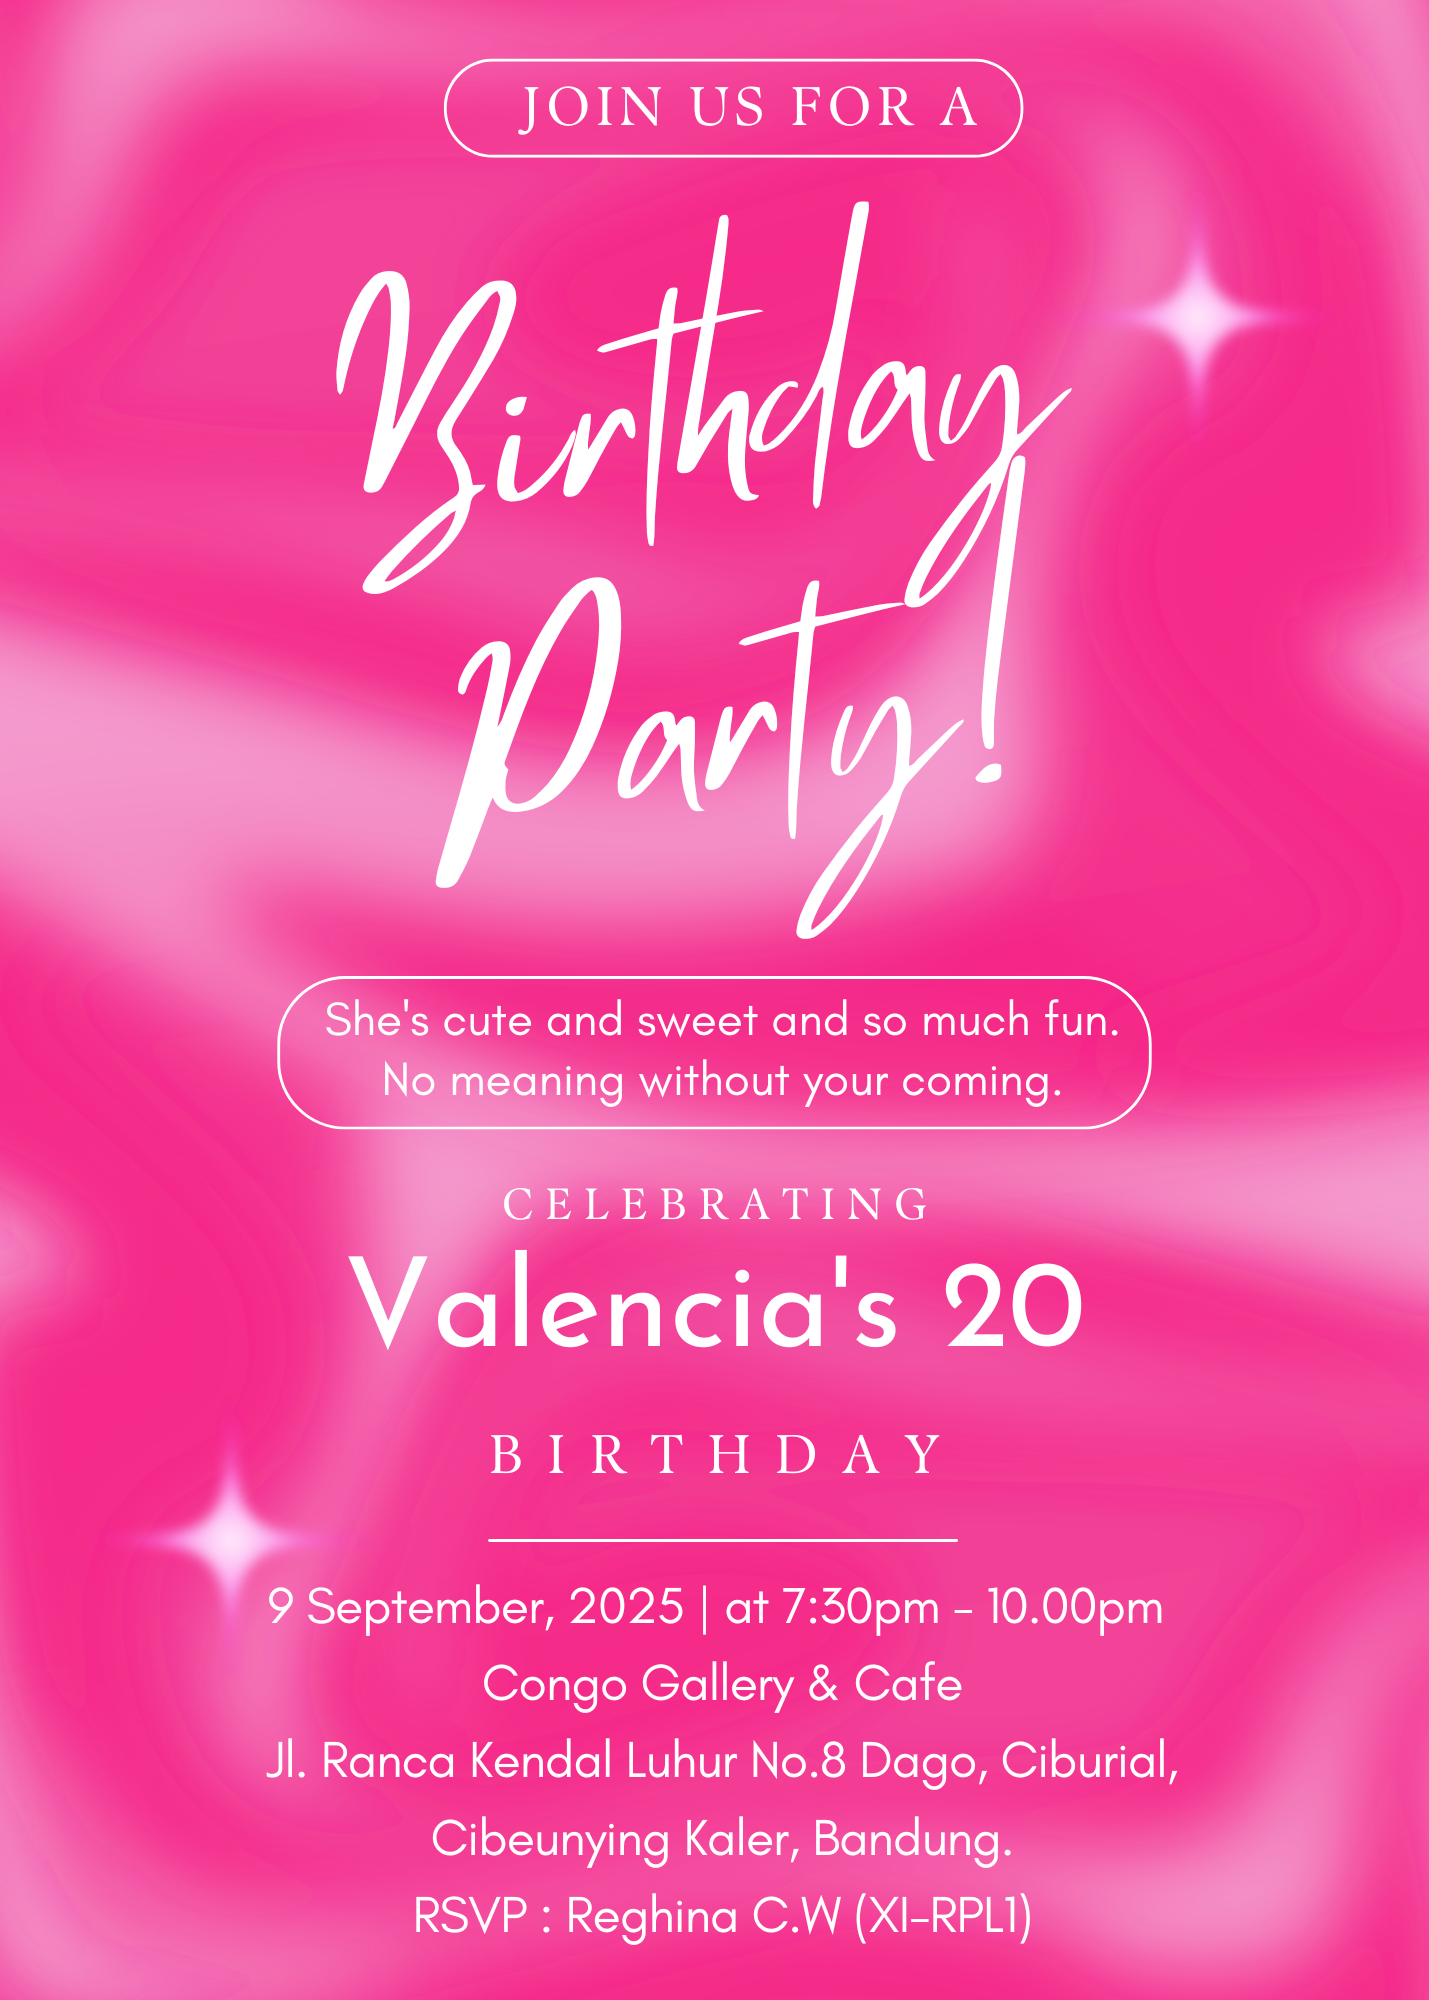 JOIN US FOR A
Birthday
Party!
She's cute and sweet and so much fun.
No meaning without your coming.
CELEBRATING
Valencia's 20
BIRTHDAY
9 September, 2025 | at 7:30pm - 10.00pm
Congo Gallery & Cafe
Jl. Ranca Kendal Luhur No.8 Dago, Ciburial,
Cibeunying Kaler, Bandung.
RSVP : Reghina C.W (XI-RPL1)